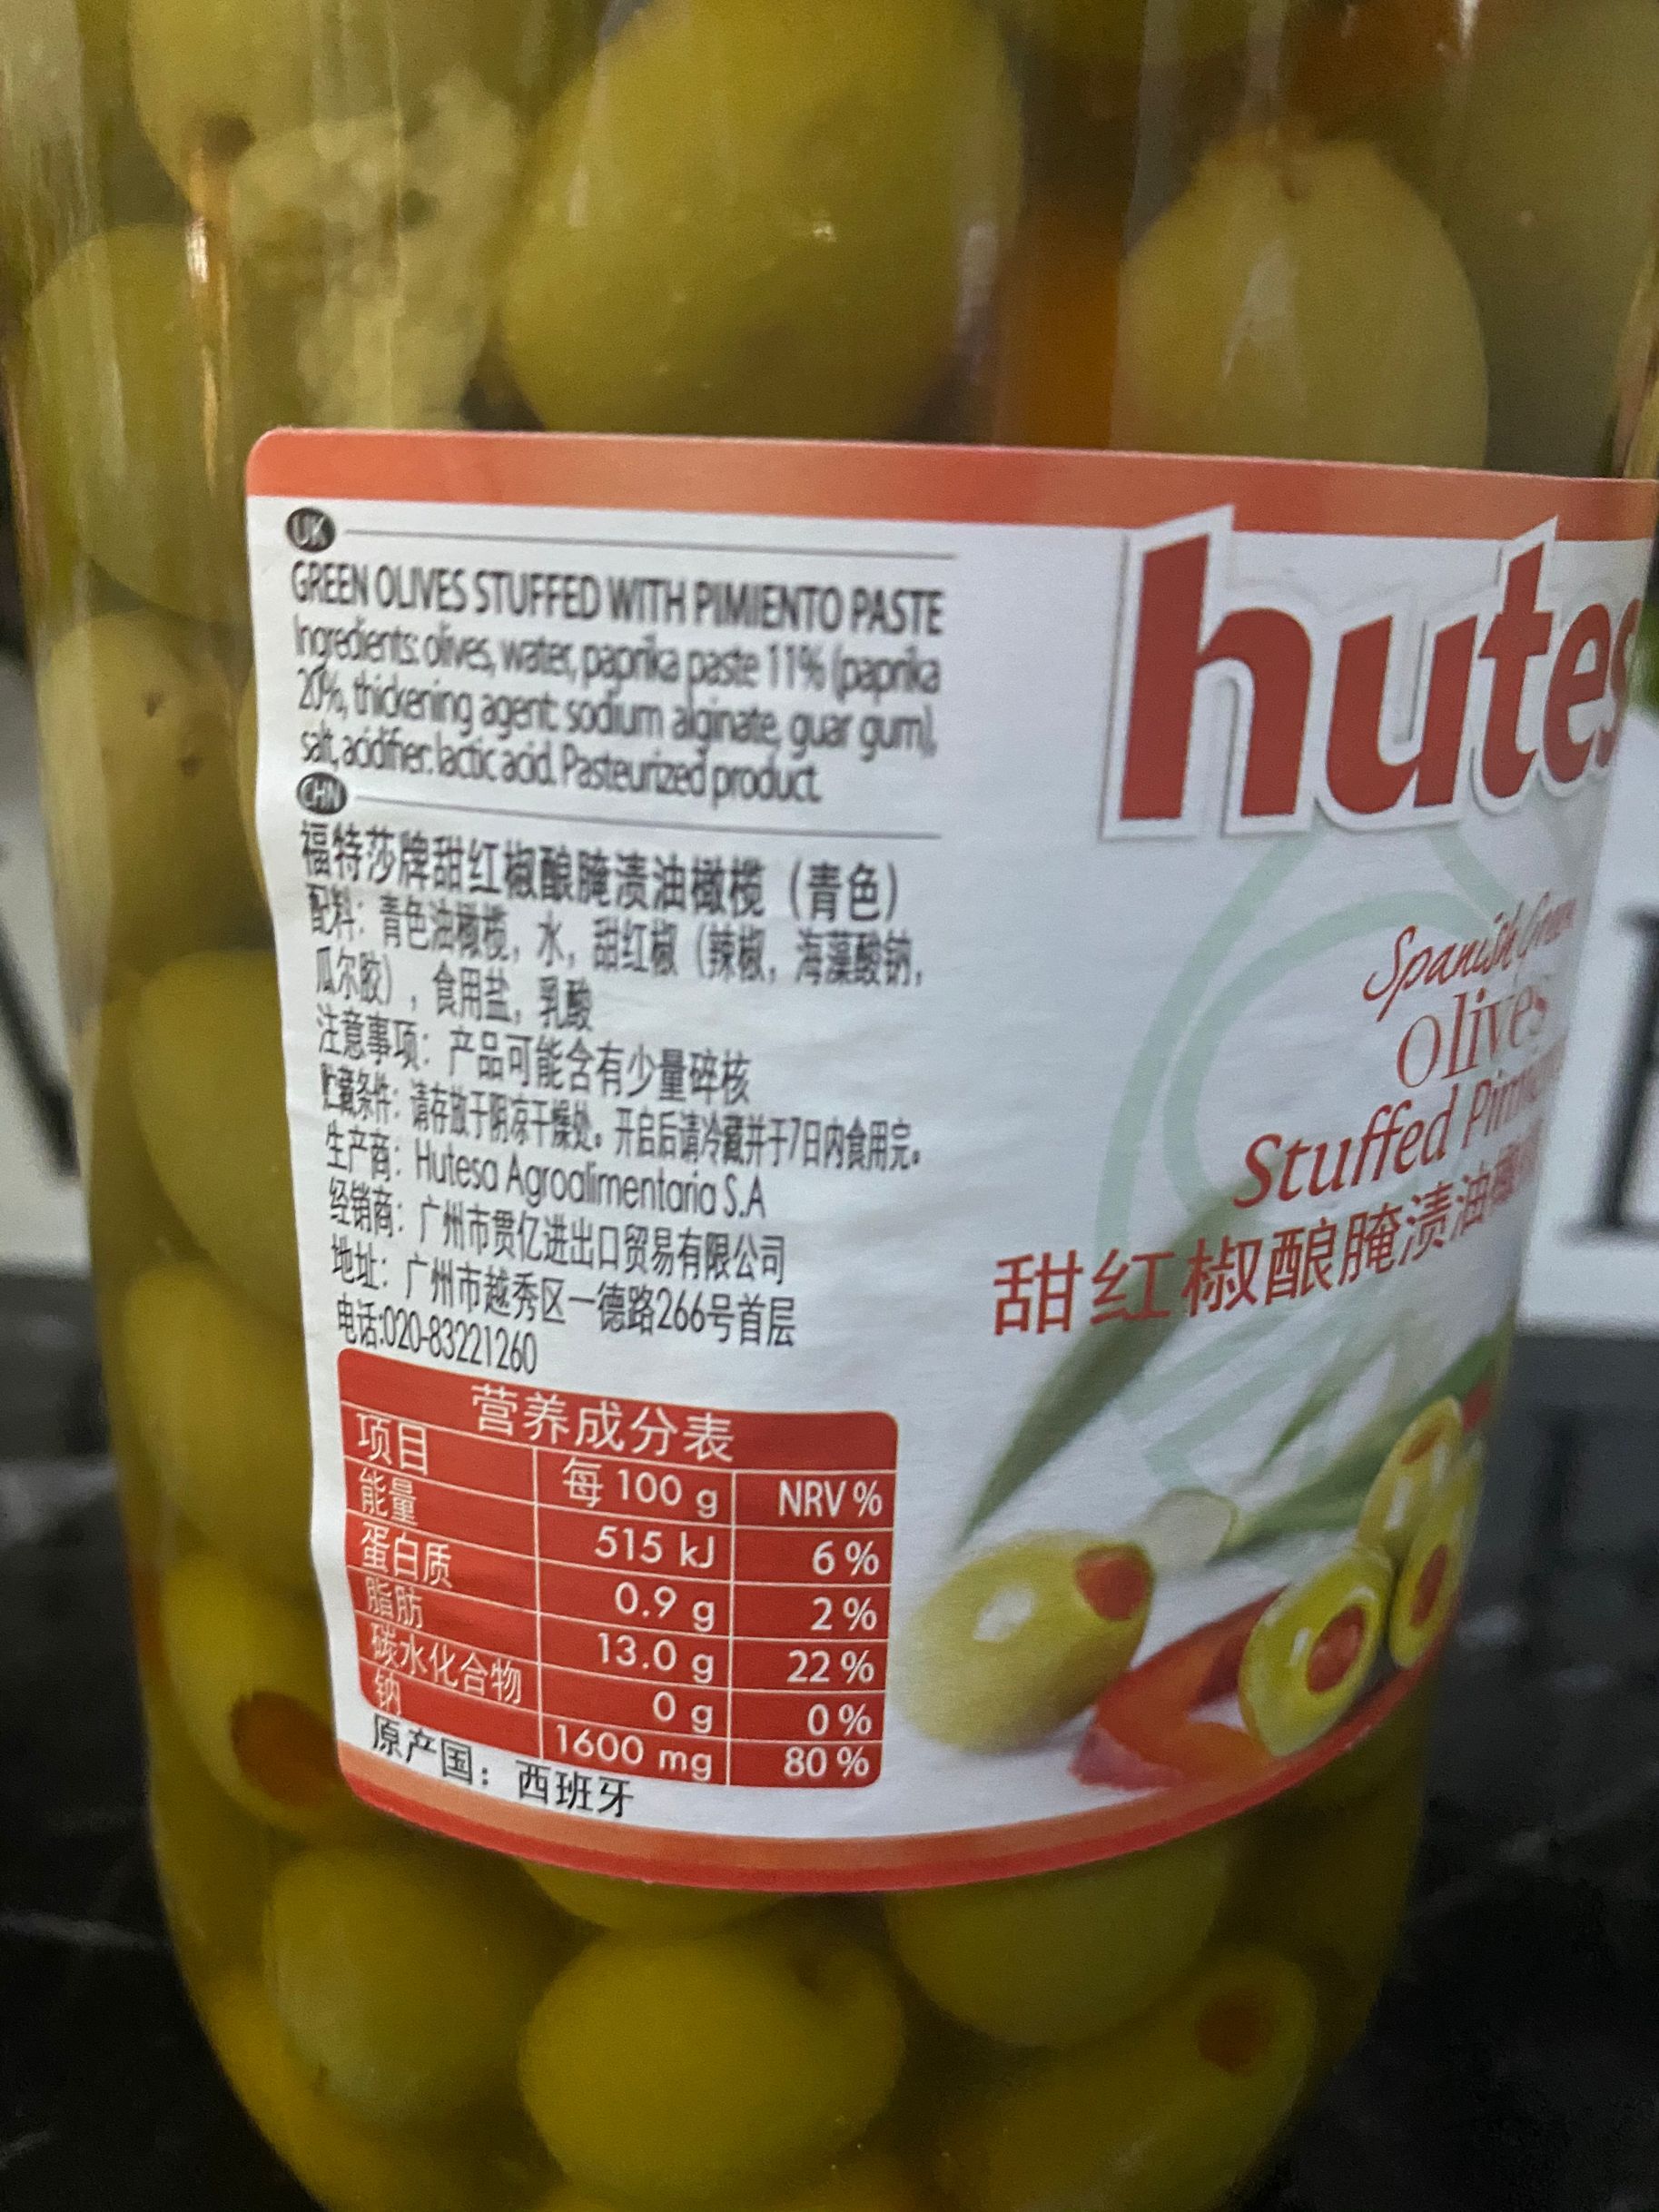 UK
GREEN OLIVES STUFFED WITH PIMIENTO PASTE
Ingredients: olives, water, paprika paste 11% (paprika
20%, thickening agent: sodium alginate, guar gum),
salt, acidifier: lactic acid. Pasteurized product.
CHN
福特莎牌甜红椒酿腌渍油橄榄（青色）
配料：青色油橄榄，水，甜红椒（辣椒，海藻酸钠，
瓜尔胶），食用盐，乳酸
注意事项：产品可能含有少量碎核
贮藏条件：请存放于阴凉干燥处。开启后请冷藏并于7日内食用完。
生产商：Hutesa Agroalimentaria S.A
经销商：广州市贯亿进出口贸易有限公司
地址：广州市越秀区一德路266号首层
电话:020-83221260
营养成分表
项目 每 100 g NRV %
能量 515 kJ 6 %
蛋白质 0.9 g 2 %
脂肪 13.0 g 22 %
碳水化合物 0 g 0 %
钠 1600 mg 80 %
原产国：西班牙
hutes
Spanish
Olives
Stuffed
甜红椒酿腌渍油